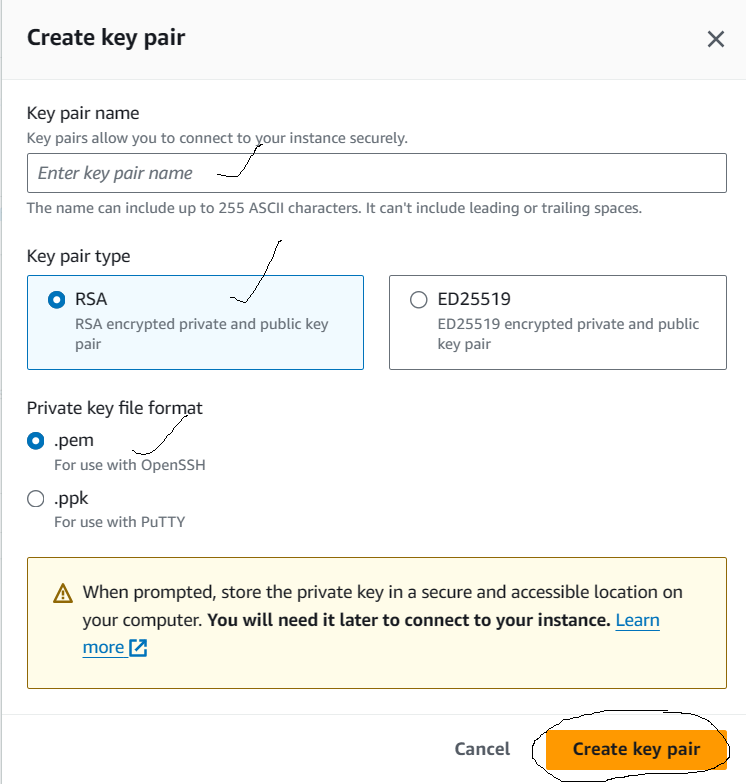 Create key pair
Key pair name
Key pairs allow you to connect to your instance securely.
Enter key pair name
The name can include up to 255 ASCII characters. It can't include leading or trailing spaces.
Key pair type
RSA
RSA encrypted private and public key
pair
ED25519
ED25519 encrypted private and public
key pair
Private key file format
.pem
For use with OpenSSH
.ppk
For use with PuTTY
When prompted, store the private key in a secure and accessible location on
your computer. You will need it later to connect to your instance. Learn
more
Cancel
Create key pair